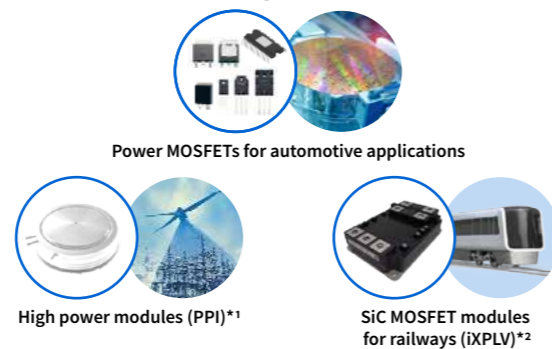 Power MOSFETs for automotive applications
High power modules (PPI)*1
SiC MOSFET modules
for railways (iXPLV)*2